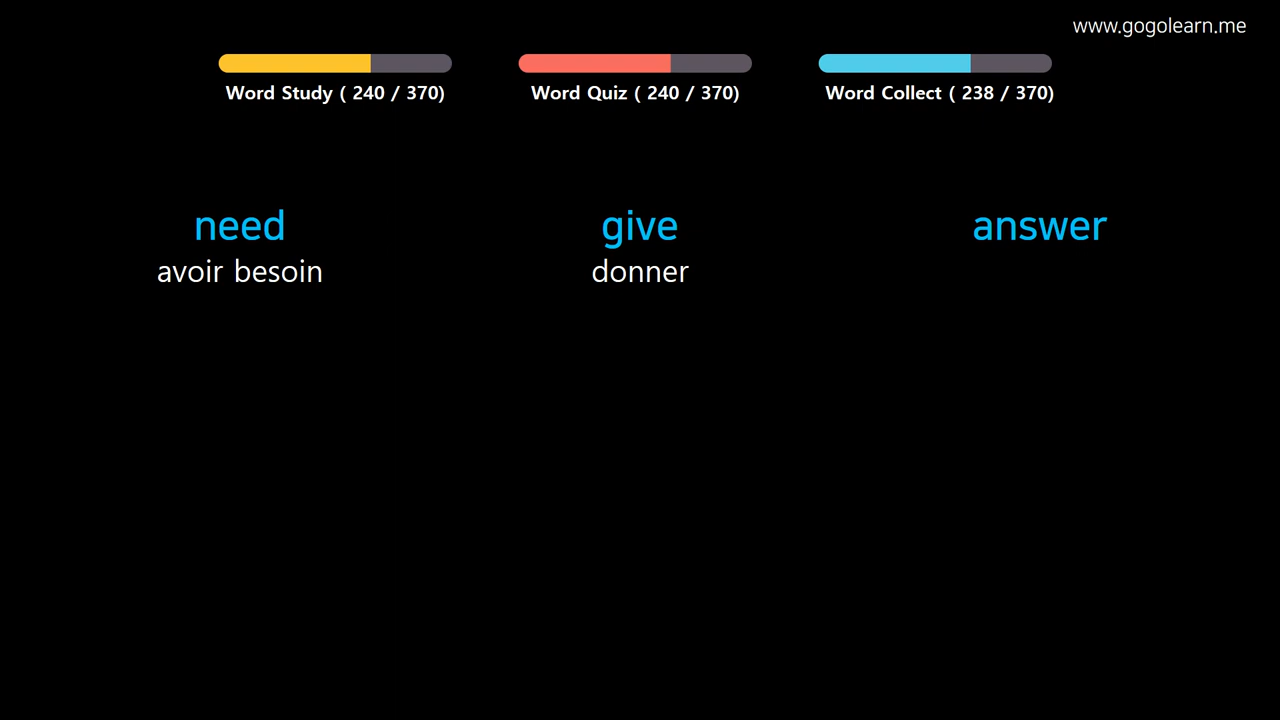 www.gogolearn.me
Word Study ( 240 / 370)
Word Quiz ( 240 / 370)
Word Collect ( 238 / 370)
need
give
answer
avoir besoin
donner